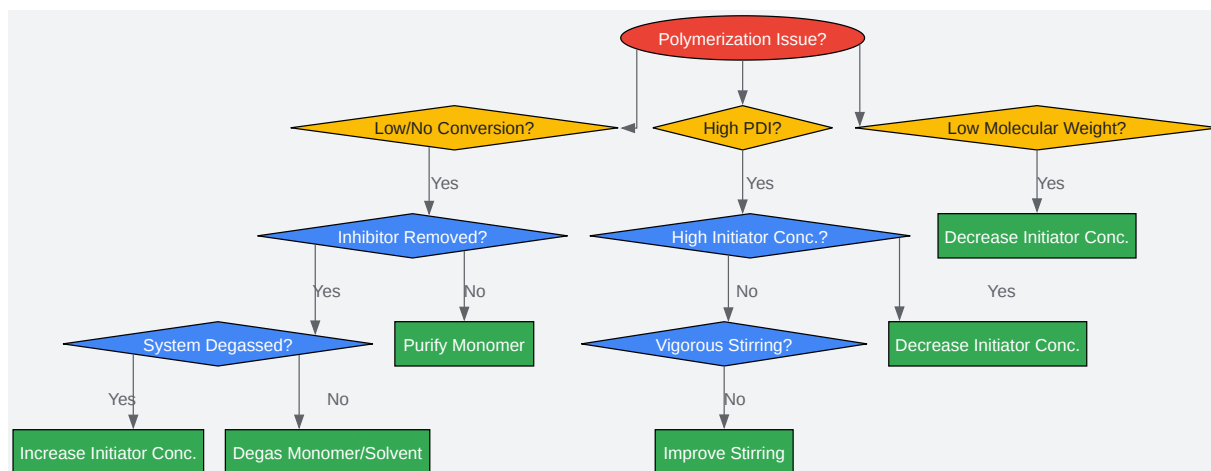 Polymerization Issue?
Low/No Conversion?
High PDI?
Low Molecular Weight?
Yes
Yes
Yes
Inhibitor Removed?
High Initiator Conc.?
Decrease Initiator Conc.
Yes
No
No
Yes
System Degassed?
Purify Monomer
Vigorous Stirring?
Decrease Initiator Conc.
Yes
No
No
Increase Initiator Conc.
Degas Monomer/Solvent
Improve Stirring